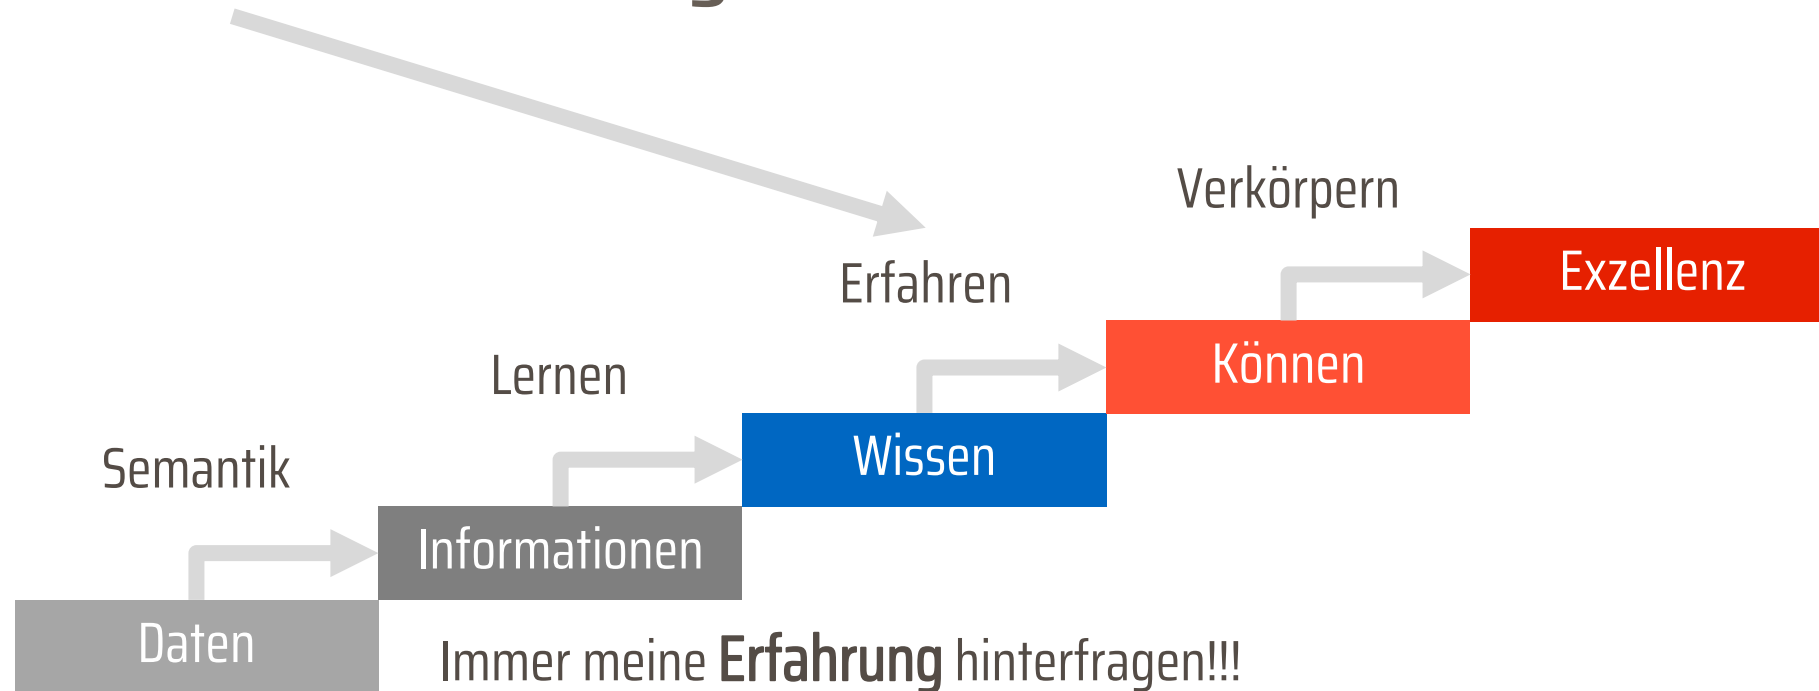 Verkörpern
Exzellenz
Erfahren
Können
Lernen
Wissen
Semantik
Informationen
Daten
Immer meine Erfahrung hinterfragen!!!